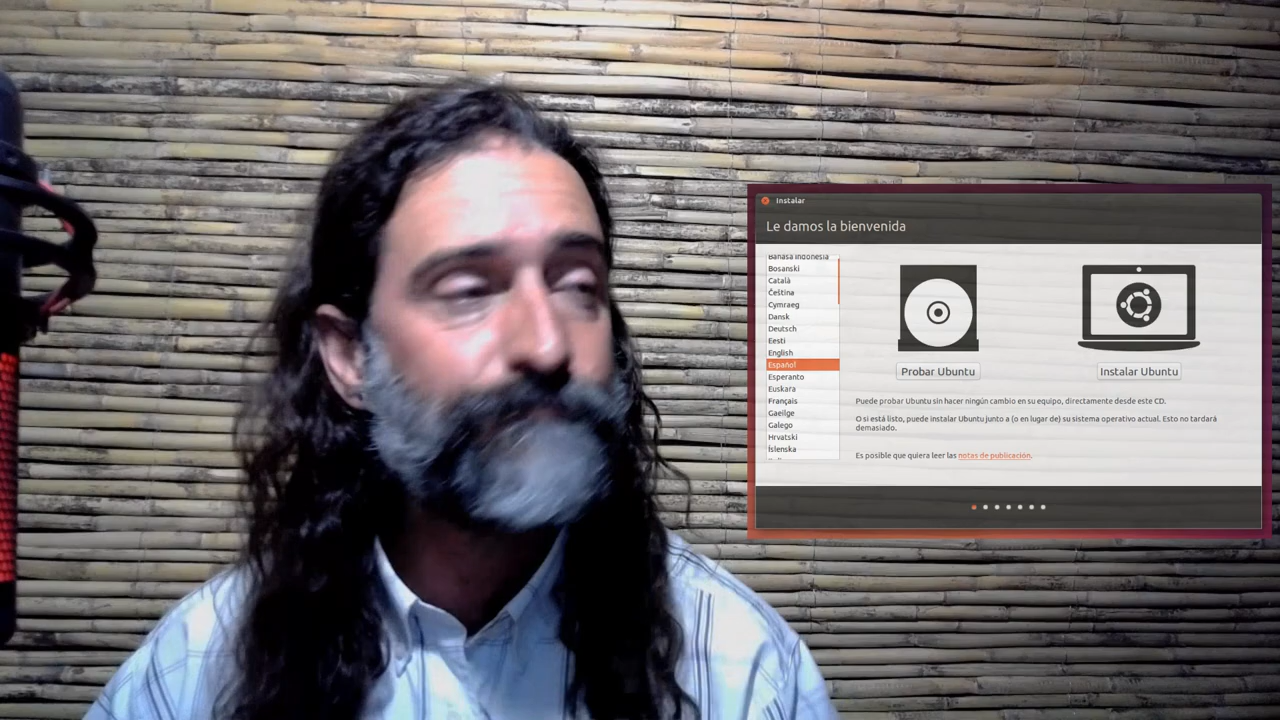 Instalar
Le damos la bienvenida
Bahasa Indonesia
Bosanski
Català
Čeština
Cymraeg
Dansk
Deutsch
Eesti
English
Español
Esperanto
Euskara
Français
Gaeilge
Galego
Hrvatski
Íslenska
Probar Ubuntu
Instalar Ubuntu
Puede probar Ubuntu sin hacer ningún cambio en su equipo, directamente desde este CD.
O si está listo, puede instalar Ubuntu junto a (o en lugar de) su sistema operativo actual. Esto no tardará
demasiado.
Es posible que quiera leer las notas de publicación.